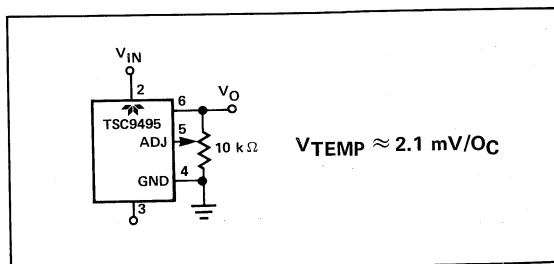 VIN
2
6
VO
TSC9495
5
ADJ
10 kΩ
VTEMP ≈ 2.1 mV/OC
GND
4
3